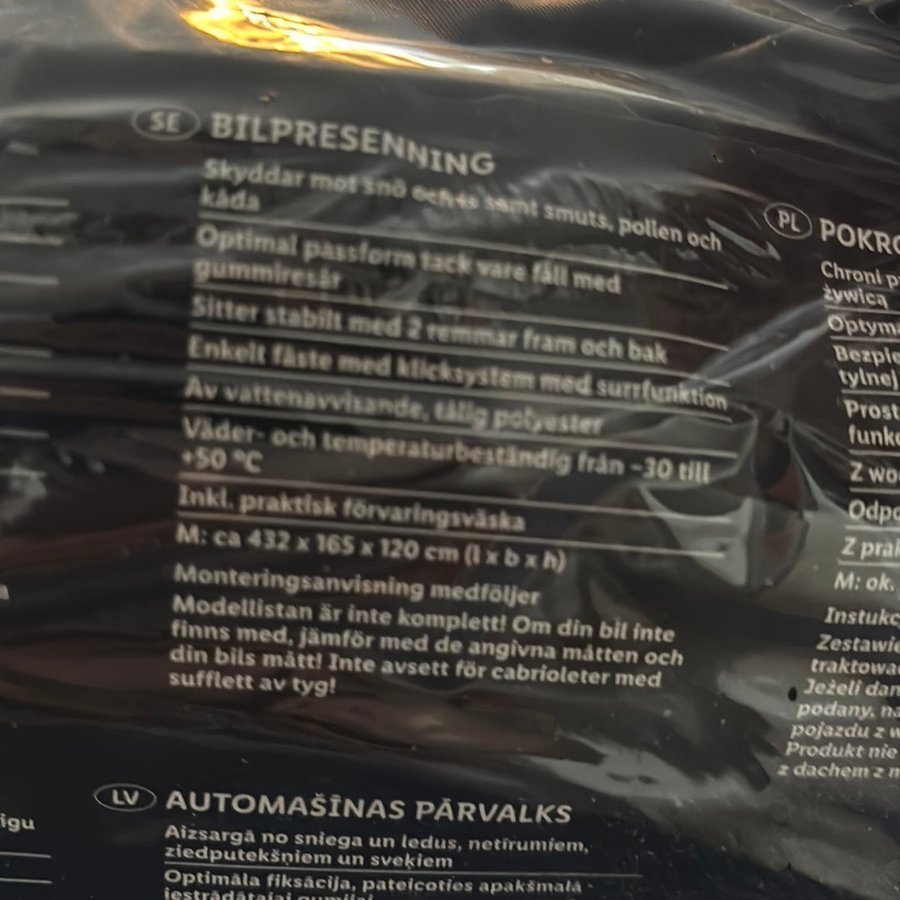 SE BILPRESENNING
Skyddar mot snö och is samt smuts, pollen och
kåda
Optimal passform tack vare fåll med
gummiresår
Sitter stabilt med 2 remmar fram och bak
Enkelt fäste med klicksystem med surrfunktion
Av vattenavvisande, tålig polyester
Väder- och temperaturbeständig från -30 till
+50 °C
Inkl. praktisk förvaringsväska
M: ca 432 x 165 x 120 cm (l x b x h)
Monteringsanvisning medföljer
Modellistan är inte komplett! Om din bil inte
finns med, jämför med de angivna måtten och
din bils mått! Inte avsett för cabrioleter med
sufflett av tyg!
PL POKRO
Chroni p
żywicą
Optyma
Bezpie
tylnej
Prost
funkc
Z wo
Odpo
Z prak
M: ok.
Instukc
Zestawie
traktowa
Jeżeli dan
podany, na
pojazdu z w
Produkt nie
z dachem z m
LV AUTOMAŠĪNAS PĀRVALKS
Aizsargā no sniega un ledus, netīrumiem,
ziedputekšņiem un sveķiem
Optimāla fiksācija, pateicoties apakšmalā
iestrādātajai gumijai
īgu